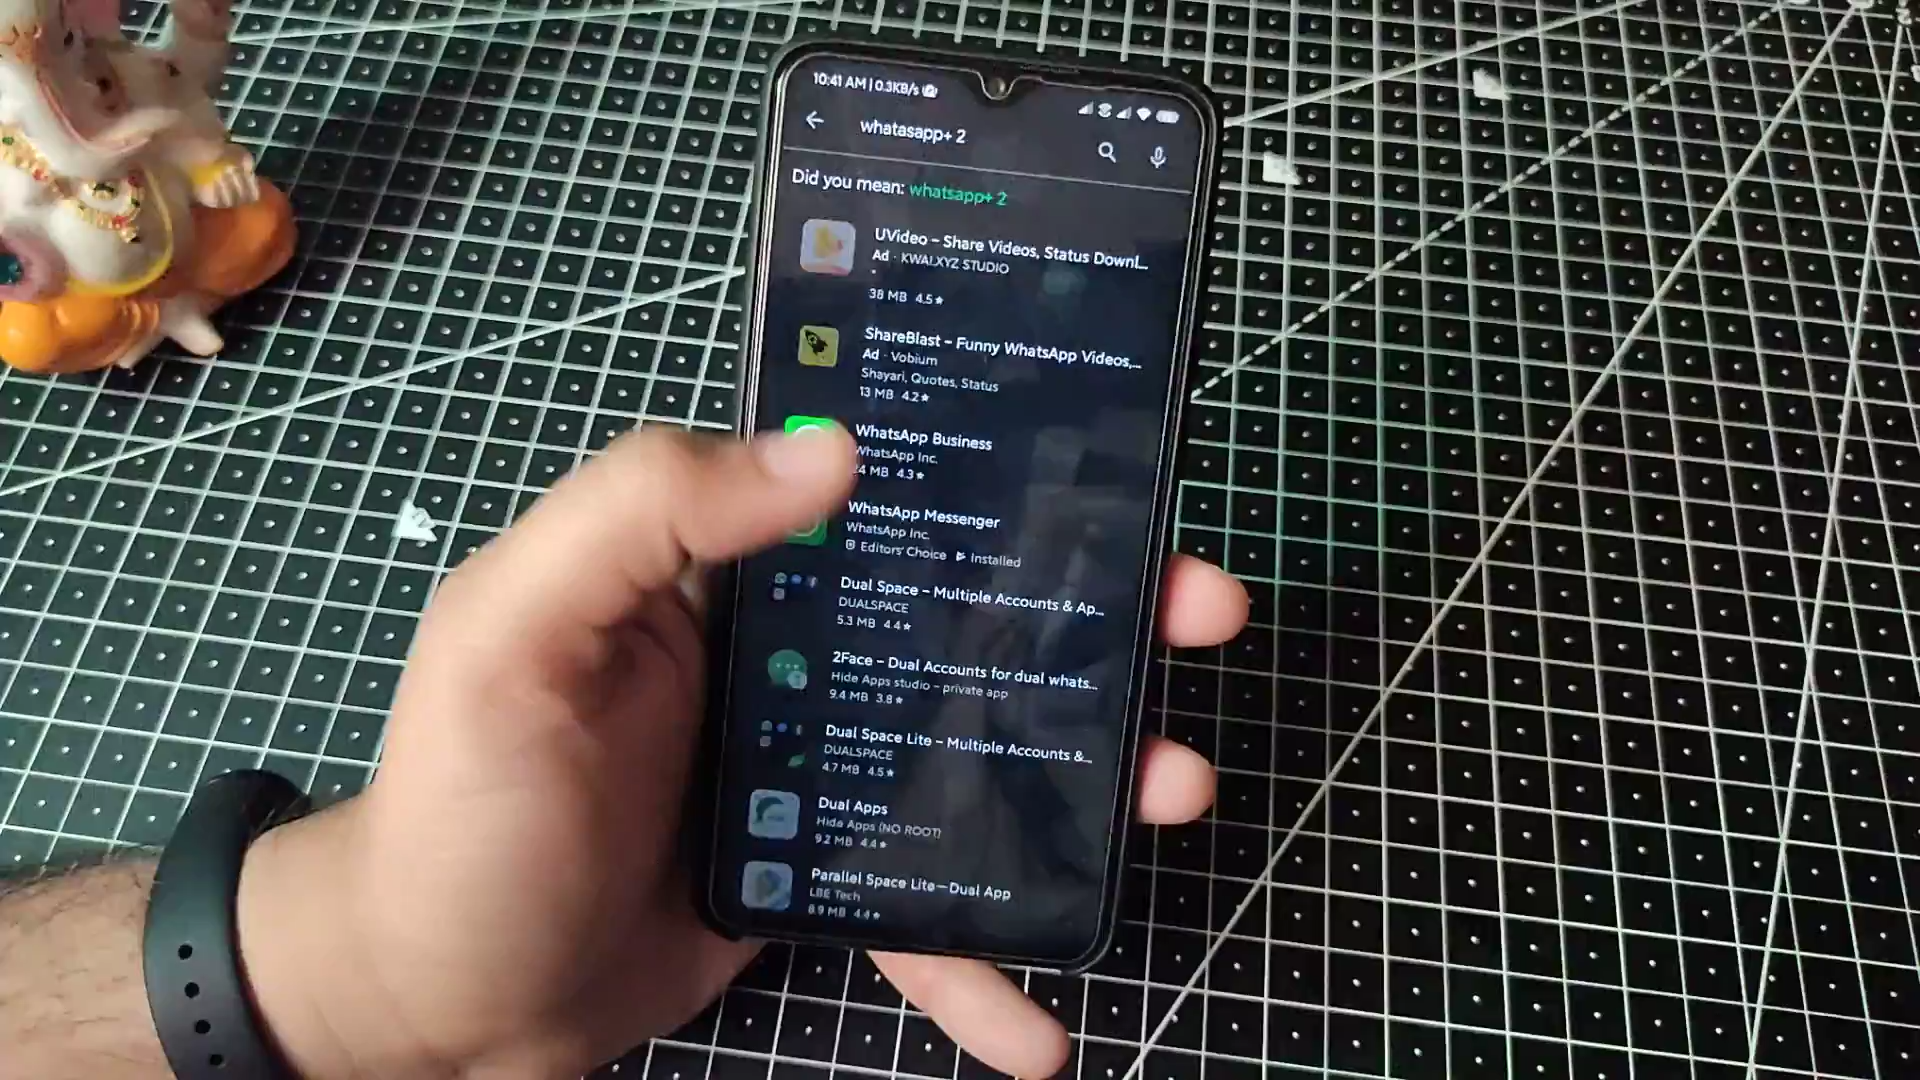 10:41 AM | 0.3KB/s
whatasapp+ 2
Did you mean: whatsapp+ 2
UVideo – Share Videos, Status Downl...
Ad · KWAI.XYZ STUDIO
38 MB 4.5★
ShareBlast – Funny WhatsApp Videos,...
Ad · Vobium
Shayari, Quotes, Status
13 MB 4.2★
WhatsApp Business
WhatsApp Inc.
24 MB 4.3★
WhatsApp Messenger
WhatsApp Inc.
Editors' Choice Installed
Dual Space – Multiple Accounts & Ap...
DUALSPACE
5.3 MB 4.4★
2Face – Dual Accounts for dual whats...
Hide Apps studio – private app
9.4 MB 3.8★
Dual Space Lite – Multiple Accounts &...
DUALSPACE
4.7 MB 4.5★
Dual Apps
Hide Apps (NO ROOT)
9.2 MB 4.4★
Parallel Space Lite—Dual App
LBE Tech
8.9 MB 4.4★